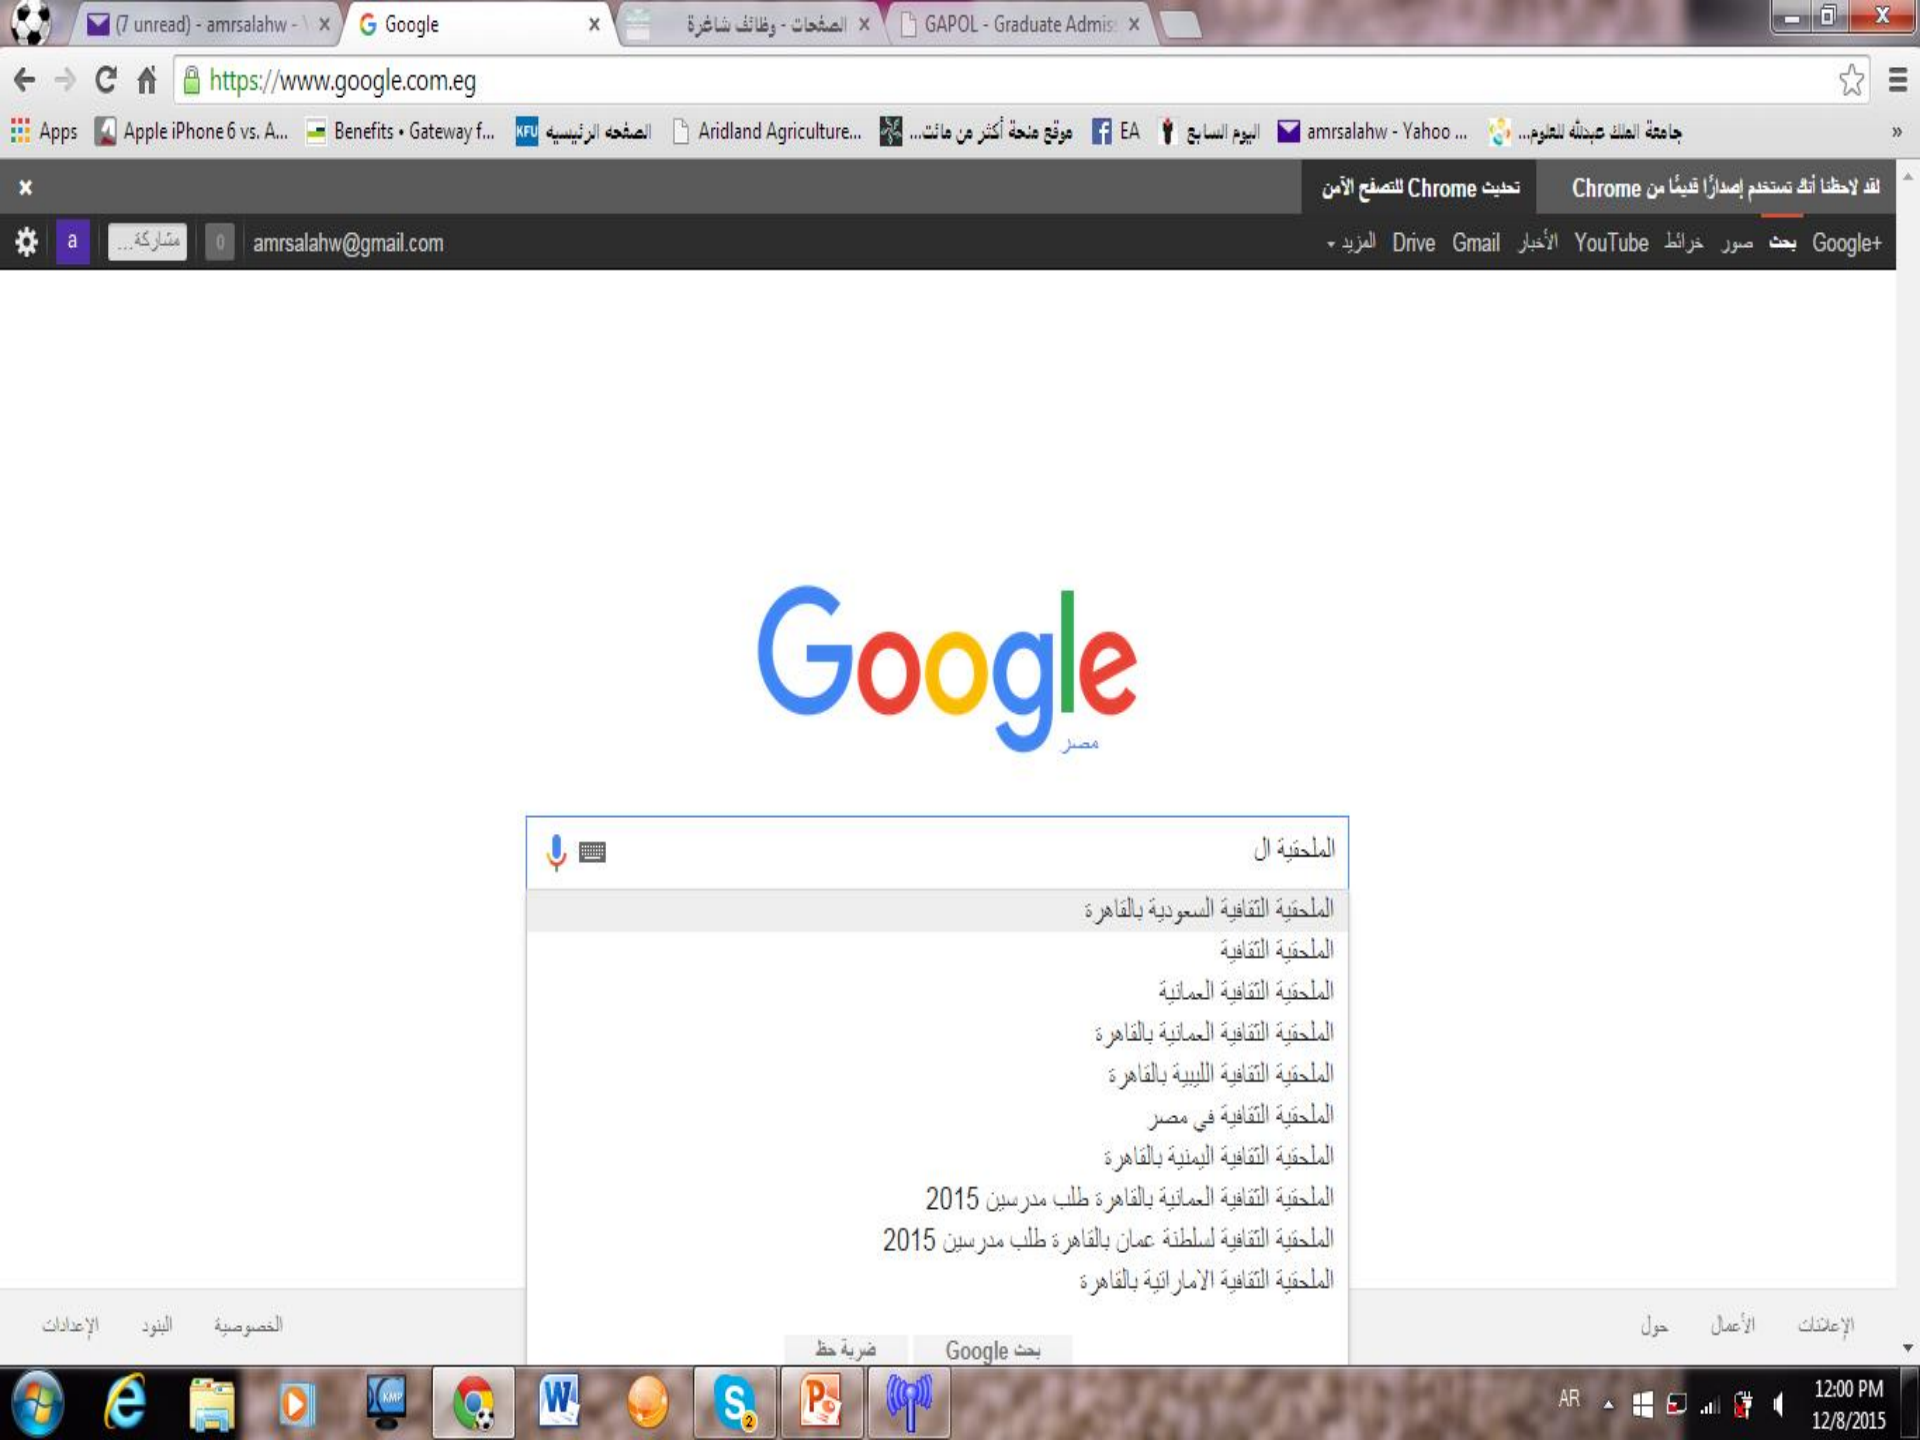 (7 unread) - amrsalahw - \
Google
الصفحات - وظائف شاغرة
GAPOL - Graduate Admis
https://www.google.com.eg
Apps
Apple iPhone 6 vs. A...
Benefits • Gateway f...
KFU الصفحه الرئيسيه
Aridland Agriculture...
موقع منحة أكثر من مائت...
EA
اليوم السابع
amrsalahw - Yahoo ...
جامعة الملك عبدلله للعلوم...
»
لقد لاحظنا أنك تستخدم إصدارًا قديمًا من Chrome
تحديث Chrome للتصفح الآمن
Google+ بحث صور خرائط YouTube الأخبار Gmail Drive المزيد
amrsalahw@gmail.com
0
مشاركة...
a
Google
مصر
الملحقية ال
الملحقية الثقافية السعودية بالقاهرة
الملحقية الثقافية
الملحقية الثقافية العمانية
الملحقية الثقافية العمانية بالقاهرة
الملحقية الثقافية الليبية بالقاهرة
الملحقية الثقافية في مصر
الملحقية الثقافية اليمنية بالقاهرة
الملحقية الثقافية العمانية بالقاهرة طلب مدرسين 2015
الملحقية الثقافية لسلطنة عمان بالقاهرة طلب مدرسين 2015
الملحقية الثقافية الاماراتية بالقاهرة
بحث Google
ضربة حظ
الإعلانات الأعمال حول
الخصوصية البنود الإعدادات
KMP
AR
12:00 PM
12/8/2015